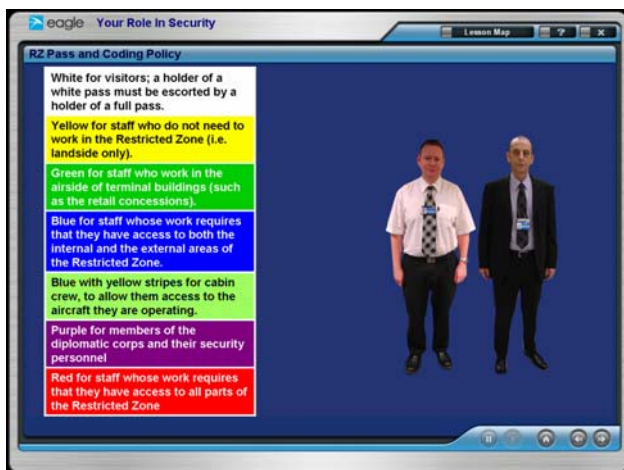 eagle Your Role In Security
Lesson Map ? X
RZ Pass and Coding Policy
White for visitors; a holder of a
white pass must be escorted by a
holder of a full pass.
Yellow for staff who do not need to
work in the Restricted Zone (i.e.
landside only).
Green for staff who work in the
airside of terminal buildings (such
as the retail concessions).
Blue for staff whose work requires
that they have access to both the
internal and the external areas of
the Restricted Zone.
Blue with yellow stripes for cabin
crew, to allow them access to the
aircraft they are operating.
Purple for members of the
diplomatic corps and their security
personnel
Red for staff whose work requires
that they have access to all parts of
the Restricted Zone